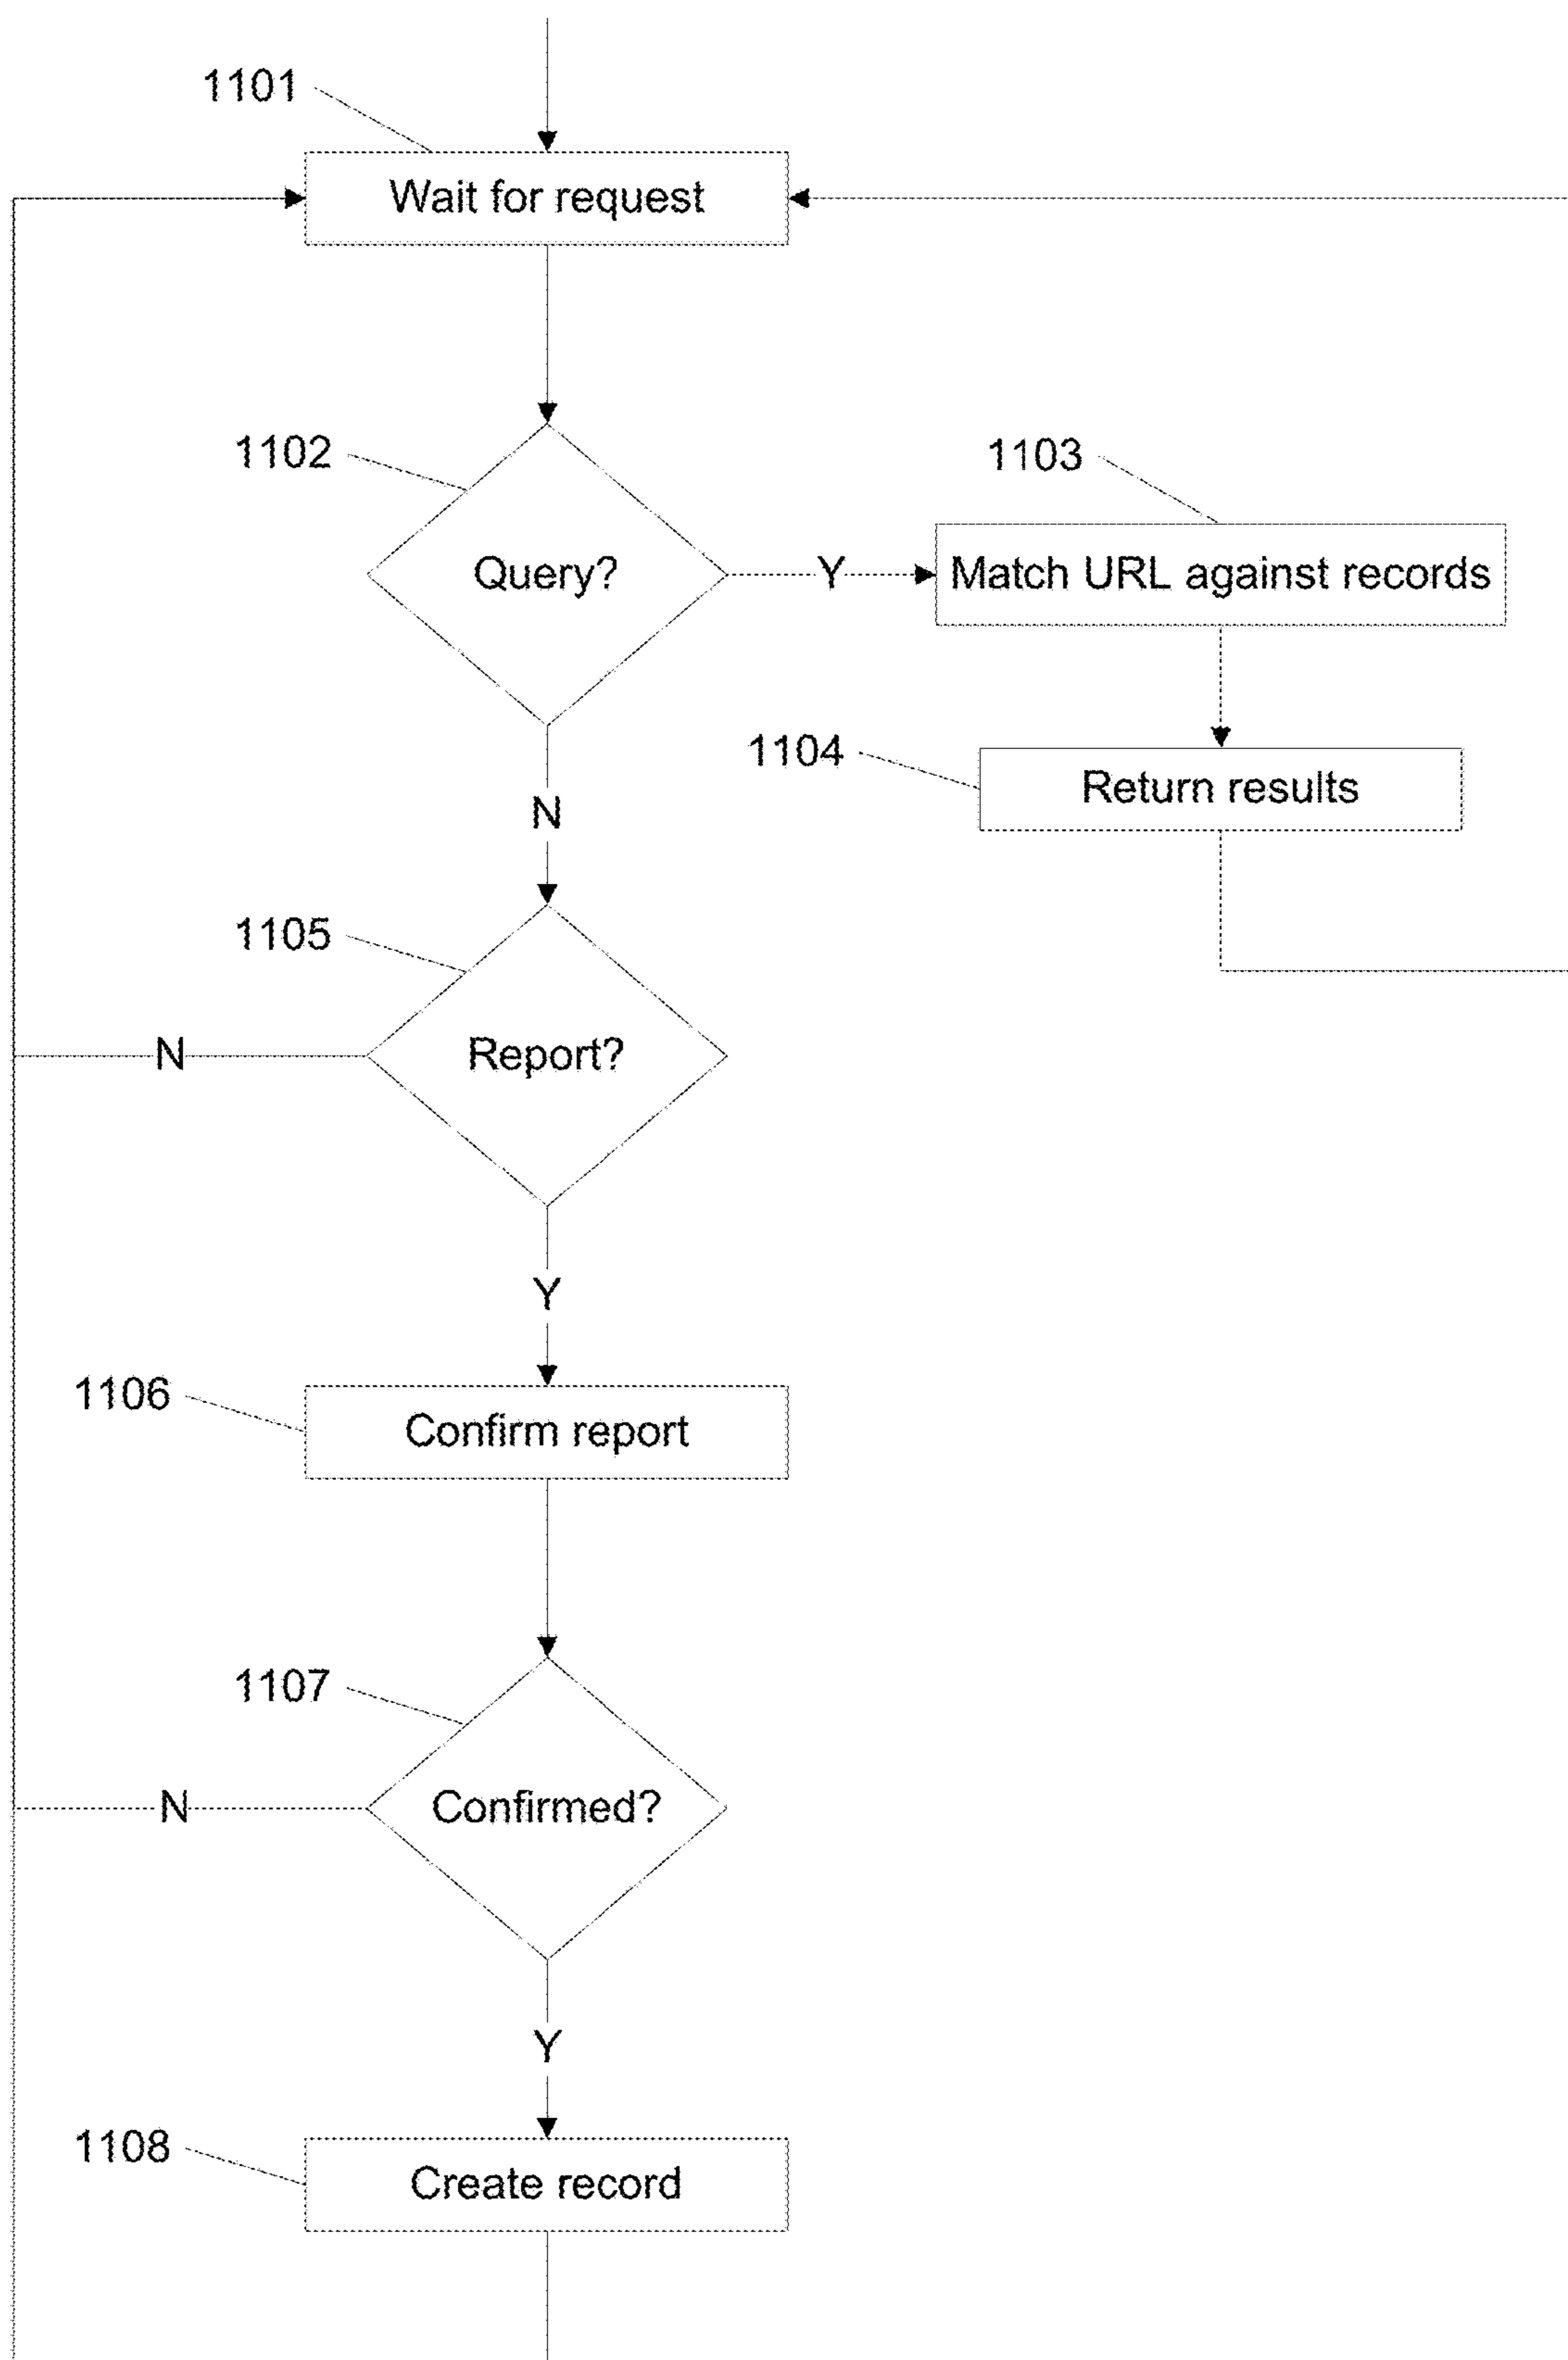 1101
Wait for request
1102
1103
Query?
Y
Match URL against records
1104
Return results
N
1105
N
Report?
Y
1106
Confirm report
1107
N
Confirmed?
Y
1108
Create record